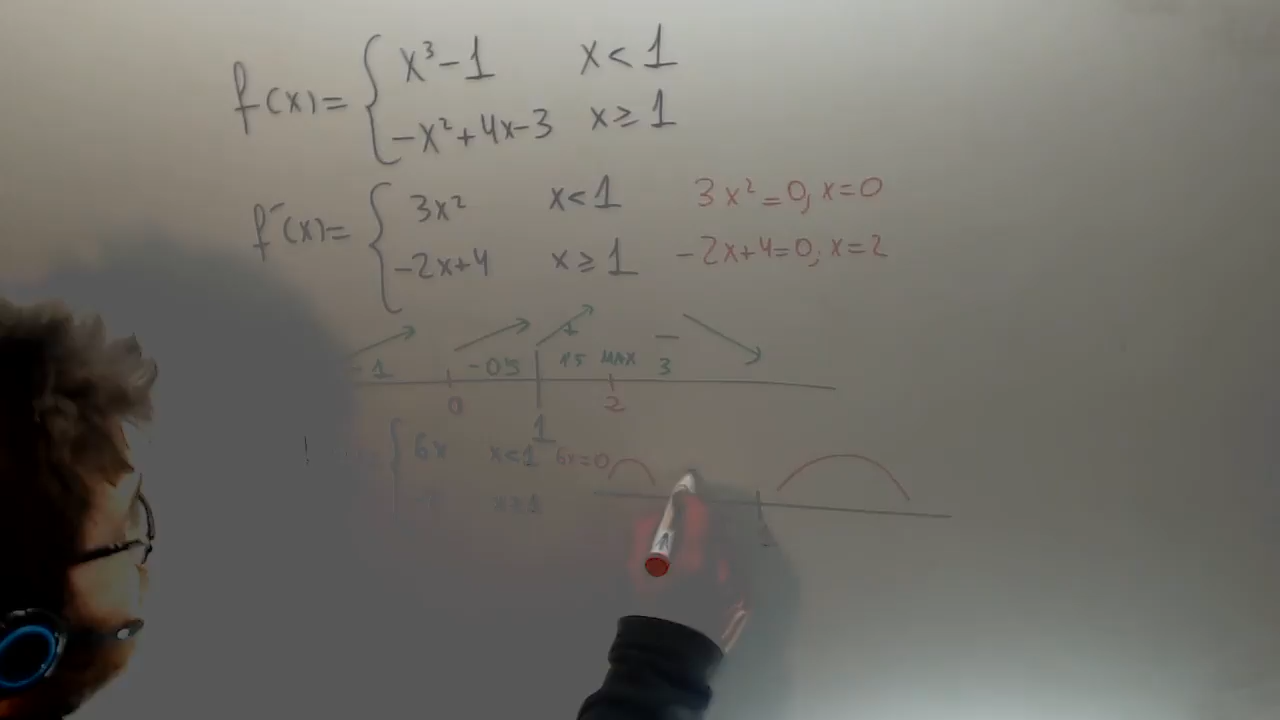 f(x)= { x³-1 x<1
-x²+4x-3 x≥1
f'(x)= { 3x² x<1 3x²=0, x=0
-2x+4 x≥1 -2x+4=0; x=2
-1 -0'5 1'5 MAX 3
+ -
0 1 2
6x x<1 6x=0
x≥1